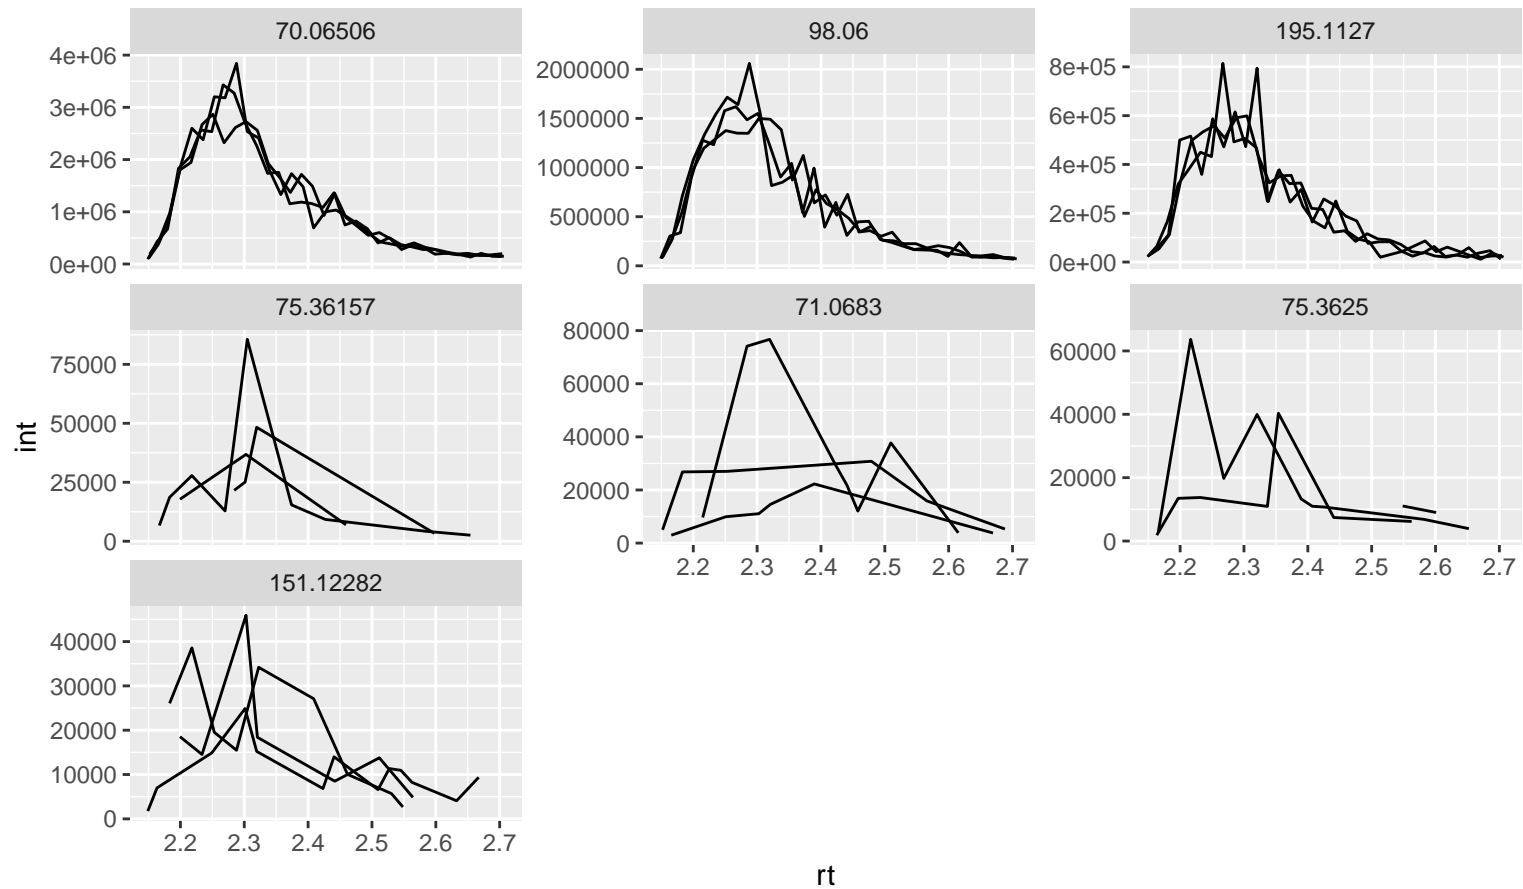 70.06506 98.06 195.1127
4e+06 2000000 8e+05
3e+06 1500000 6e+05
2e+06 1000000 4e+05
1e+06 500000 2e+05
0e+00 0 0e+00
75.36157 71.0683 75.3625
75000 80000 60000
50000 60000 40000
25000 40000 20000
0 20000 0
0
2.2 2.3 2.4 2.5 2.6 2.7 2.2 2.3 2.4 2.5 2.6 2.7
int
151.12282
40000
30000
20000
10000
0
2.2 2.3 2.4 2.5 2.6 2.7
rt